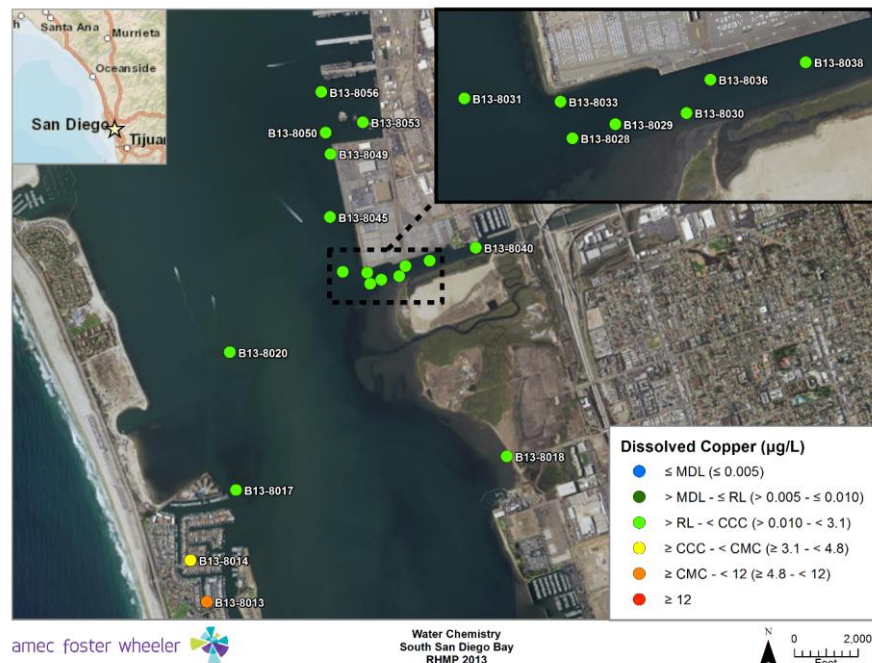 Santa Ana
Murrieta
Oceanside
San Diego
Tijua
B13-8038
B13-8036
B13-8031
B13-8033
B13-8030
B13-8029
B13-8028
B13-8056
B13-8053
B13-8050
B13-8049
B13-8045
B13-8040
B13-8020
B13-8018
B13-8017
B13-8014
B13-8013
Dissolved Copper (µg/L)
≤ MDL (≤ 0.005)
> MDL - ≤ RL (> 0.005 - ≤ 0.010)
> RL - < CCC (> 0.010 - < 3.1)
≥ CCC - < CMC (≥ 3.1 - < 4.8)
≥ CMC - < 12 (≥ 4.8 - < 12)
≥ 12
amec foster wheeler
Water Chemistry
South San Diego Bay
RHMP 2013
N
0 2,000
Feet